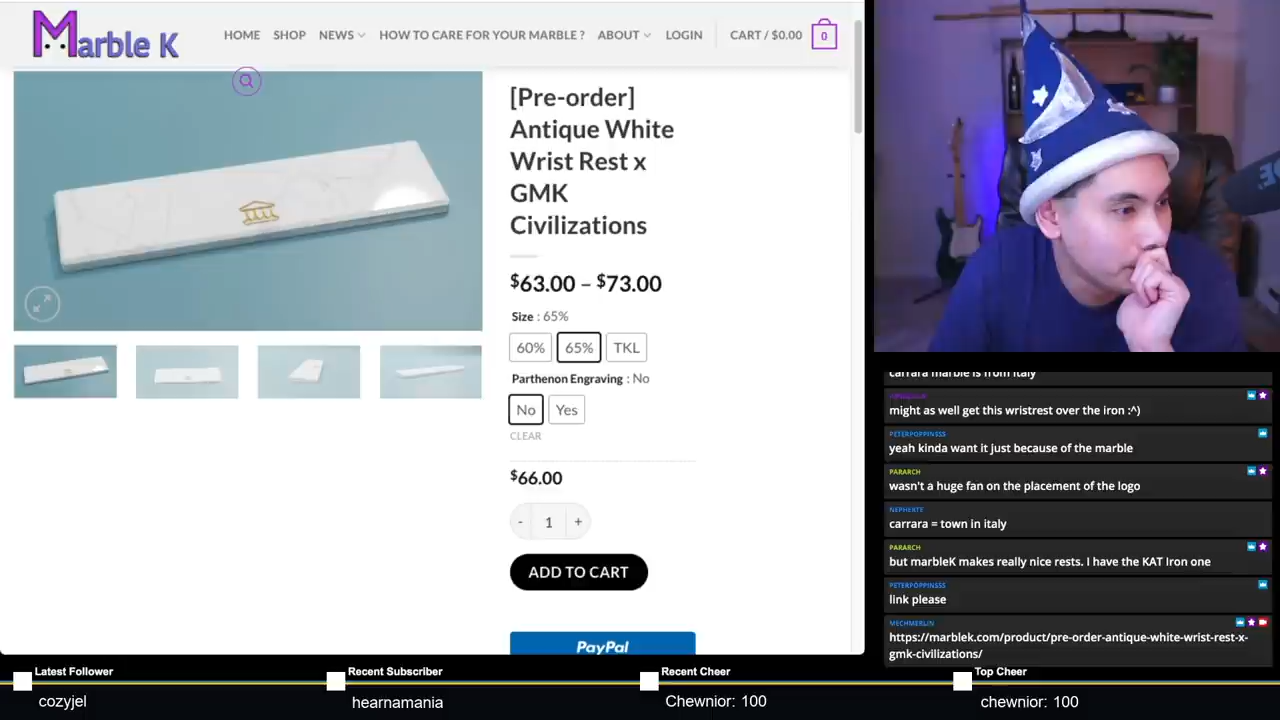 Marble K
HOME SHOP NEWS HOW TO CARE FOR YOUR MARBLE ? ABOUT LOGIN CART / $0.00 0
[Pre-order]
Antique White
Wrist Rest x
GMK
Civilizations
$63.00 – $73.00
Size : 65%
60% 65% TKL
Parthenon Engraving : No
No Yes
CLEAR
$66.00
- 1 +
ADD TO CART
PayPal
carrara marble is from italy
might as well get this wristrest over the iron :^)
PETERPOPPINSSS
yeah kinda want it just because of the marble
PARARCH
wasn't a huge fan on the placement of the logo
NEPHERTE
carrara = town in italy
PARARCH
but marbleK makes really nice rests. I have the KAT Iron one
PETERPOPPINSSS
link please
MECHMERLIN
https://marblek.com/product/pre-order-antique-white-wrist-rest-x-
gmk-civilizations/
Latest Follower
cozyjel
Recent Subscriber
hearnamania
Recent Cheer
Chewnior: 100
Top Cheer
chewnior: 100